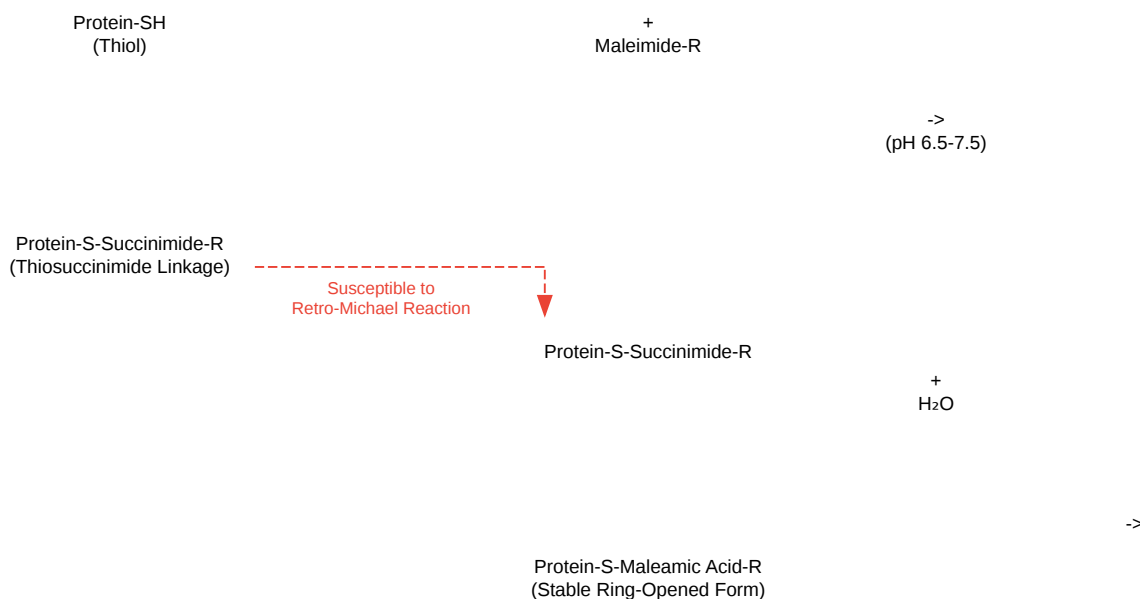 Protein-SH
(Thiol)
+
Maleimide-R
->
(pH 6.5-7.5)
Protein-S-Succinimide-R
(Thiosuccinimide Linkage)
Susceptible to
Retro-Michael Reaction
Protein-S-Succinimide-R
+
H₂O
->
Protein-S-Maleamic Acid-R
(Stable Ring-Opened Form)